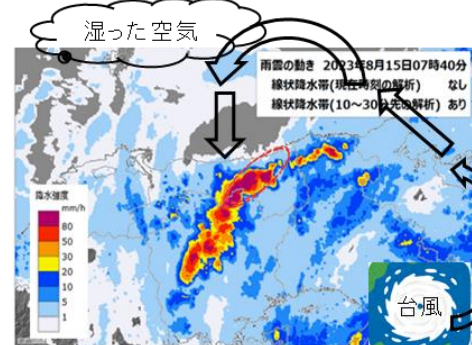 湿った空気
雨雲の動き 2023年8月15日07時40分
線状降水帯(現在時刻の解析) なし
線状降水帯(10～30分先の解析) あり
降水強度
mm/h
80
50
30
20
10
5
1
台風